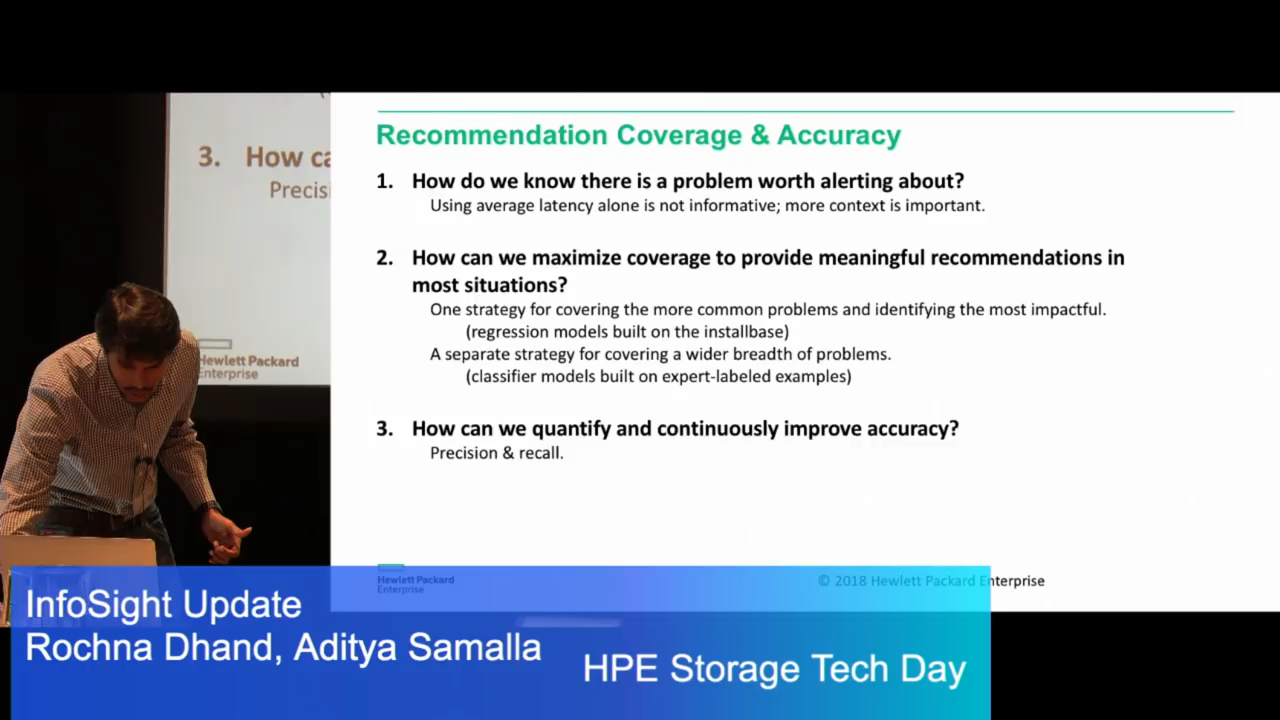 3. How ca
Precis
Hewlett Packard
Enterprise
Recommendation Coverage & Accuracy
1. How do we know there is a problem worth alerting about?
Using average latency alone is not informative; more context is important.
2. How can we maximize coverage to provide meaningful recommendations in
most situations?
One strategy for covering the more common problems and identifying the most impactful.
(regression models built on the installbase)
A separate strategy for covering a wider breadth of problems.
(classifier models built on expert-labeled examples)
3. How can we quantify and continuously improve accuracy?
Precision & recall.
Hewlett Packard
Enterprise
© 2018 Hewlett Packard Enterprise
InfoSight Update
Rochna Dhand, Aditya Samalla
HPE Storage Tech Day